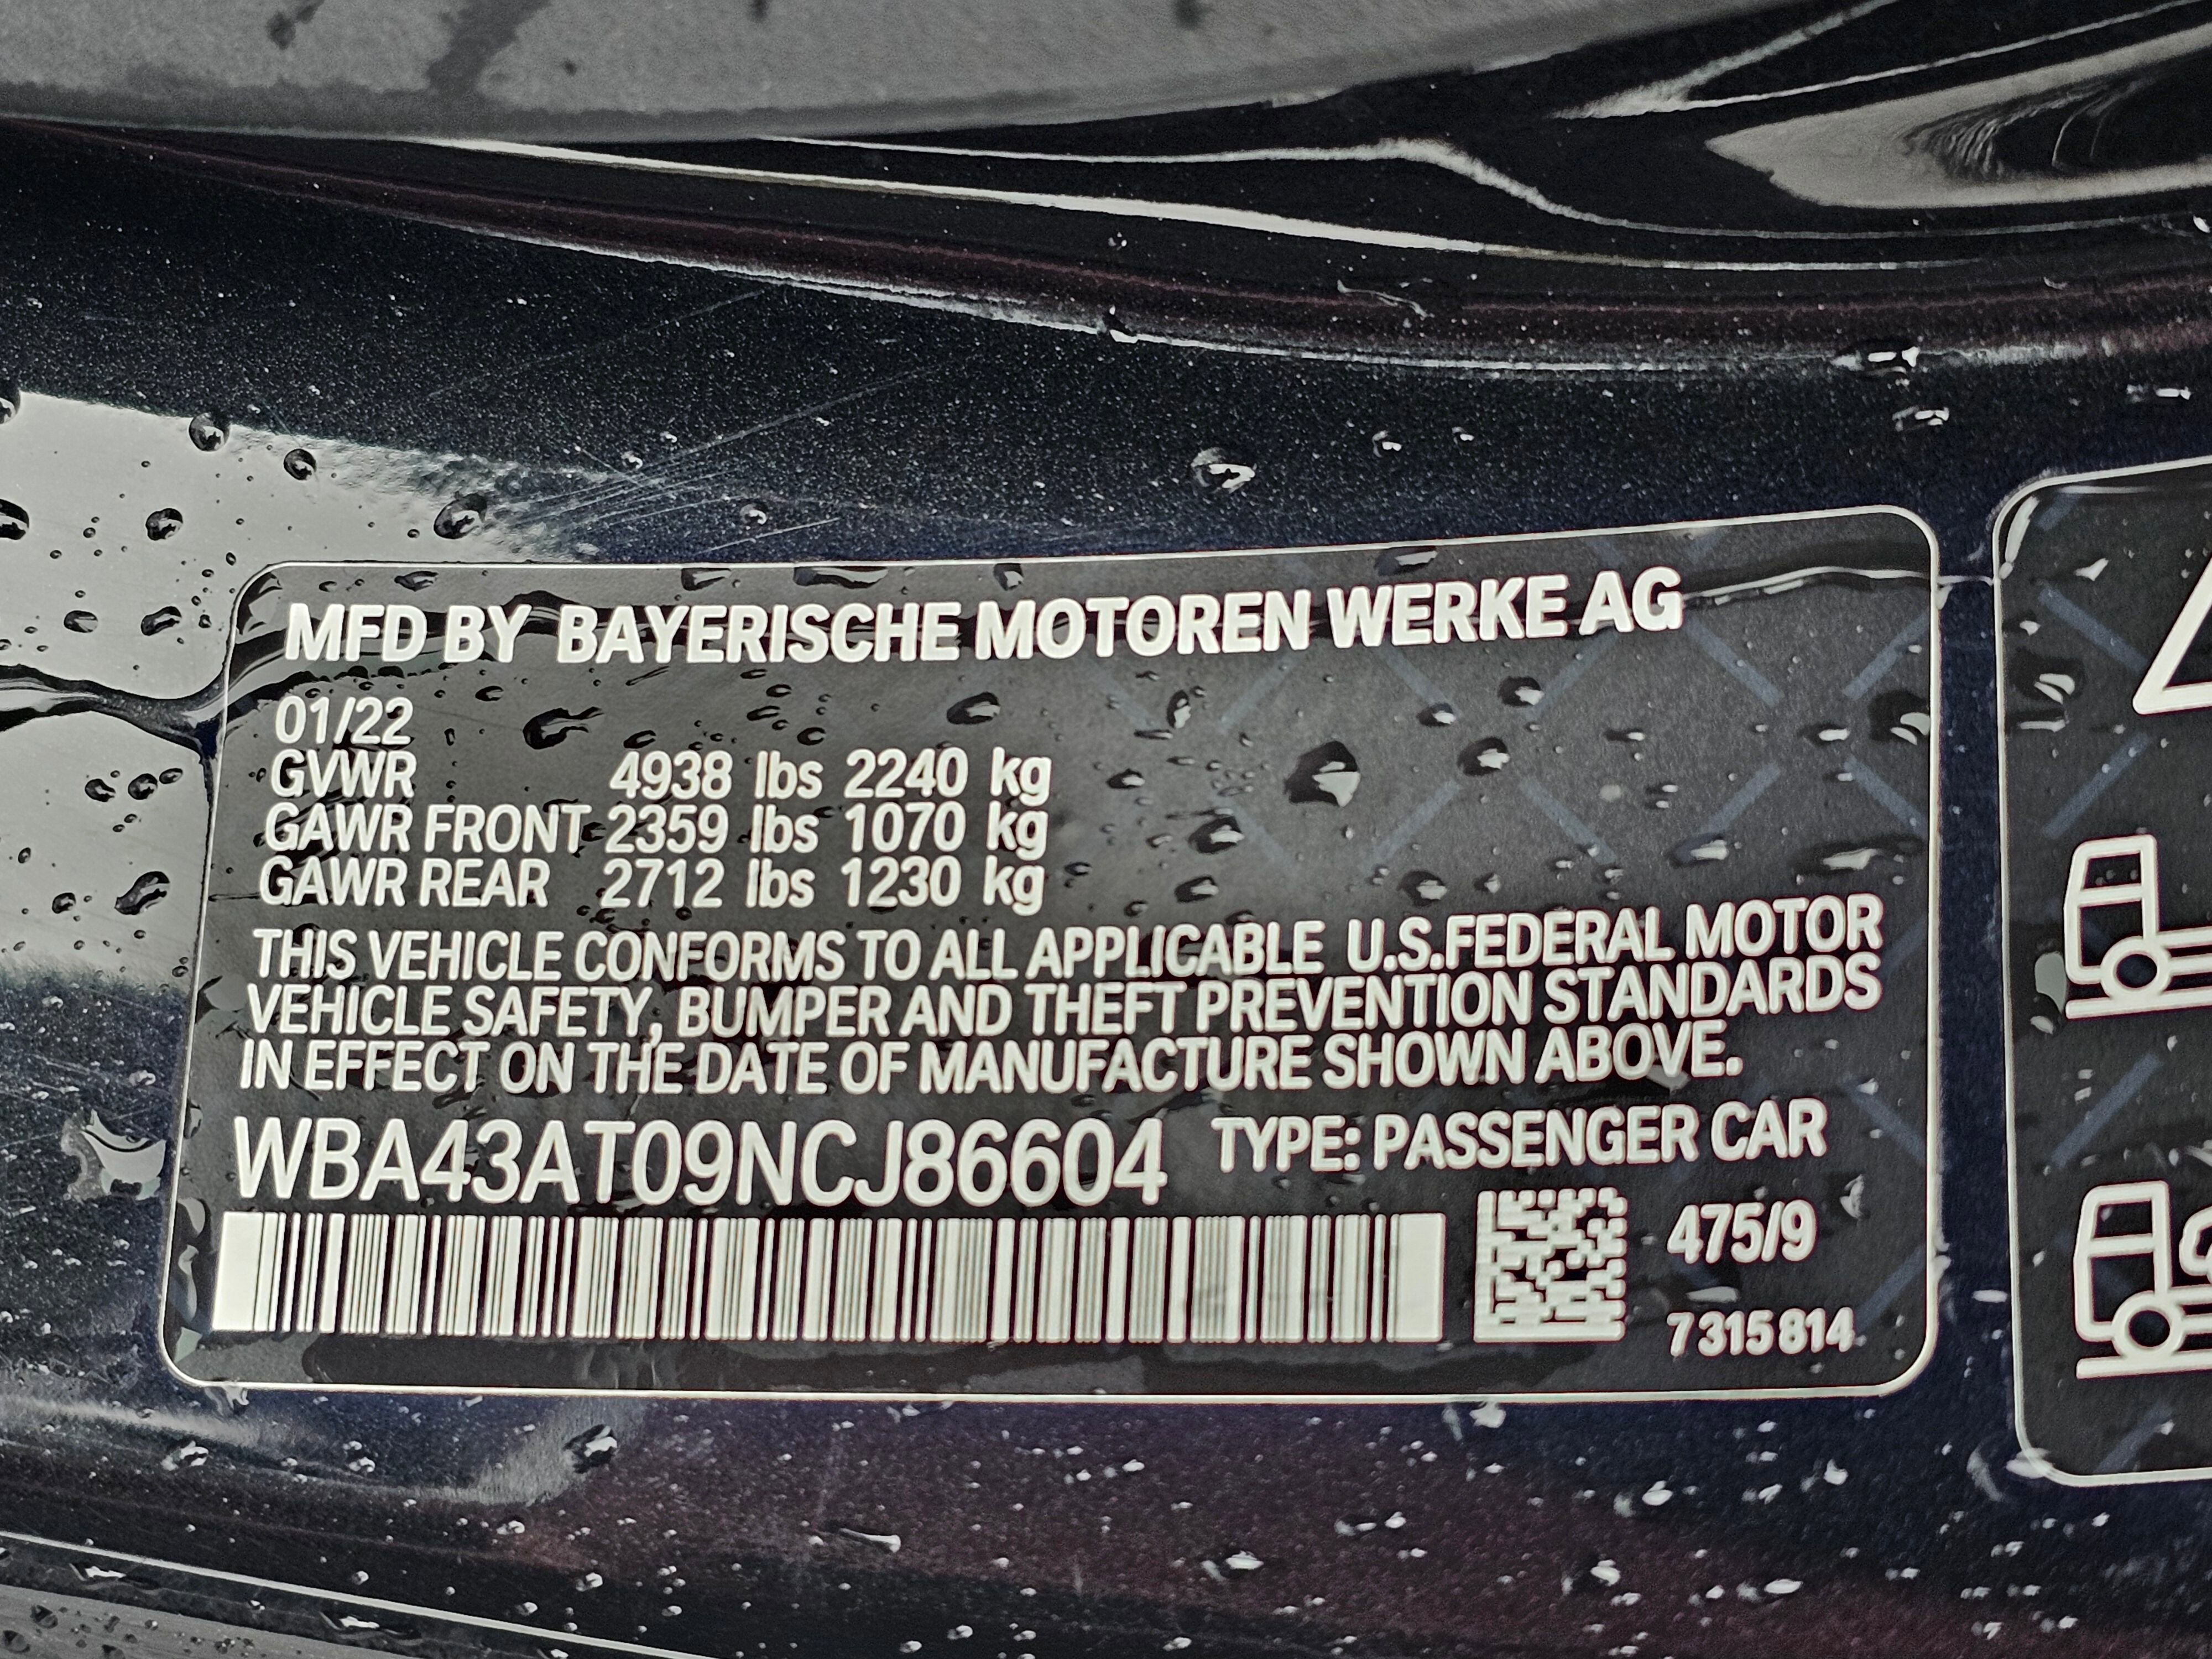 MFD BY BAYERISCHE MOTOREN WERKE AG
01/22
GVWR 4938 lbs 2240 kg
GAWR FRONT 2359 lbs 1070 kg
GAWR REAR 2712 lbs 1230 kg
THIS VEHICLE CONFORMS TO ALL APPLICABLE U.S.FEDERAL MOTOR
VEHICLE SAFETY, BUMPER AND THEFT PREVENTION STANDARDS
IN EFFECT ON THE DATE OF MANUFACTURE SHOWN ABOVE.
WBA43AT09NCJ86604 TYPE: PASSENGER CAR
475/9
7315814